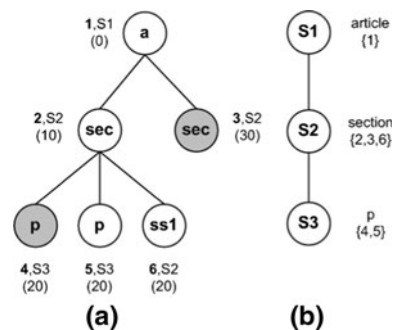 1,S1
(0)
a
2,S2
(10)
sec
sec
3,S2
(30)
p
p
ss1
4,S3
(20)
5,S3
(20)
6,S2
(20)
(a)
S1
article
{1}
S2
section
{2,3,6}
S3
p
{4,5}
(b)